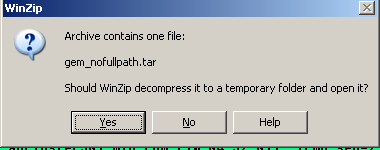 WinZip
Archive contains one file:
gem_nofullpath.tar
Should WinZip decompress it to a temporary folder and open it?
Yes
No
Help